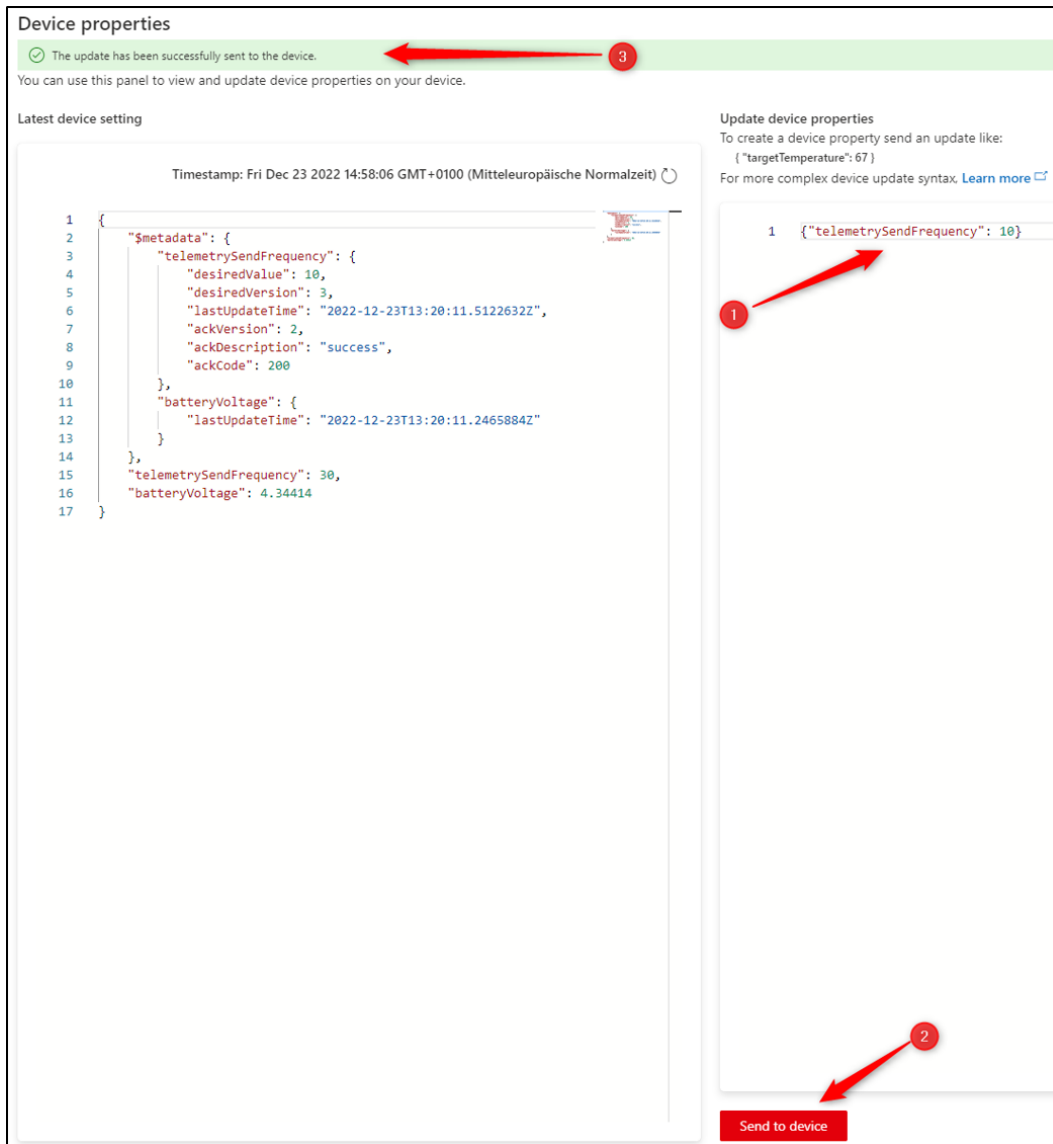 Device properties
The update has been successfully sent to the device.
3
You can use this panel to view and update device properties on your device.
Latest device setting
Timestamp: Fri Dec 23 2022 14:58:06 GMT+0100 (Mitteleuropäische Normalzeit)
1 {
2 "$metadata": {
3 "telemetrySendFrequency": {
4 "desiredValue": 10,
5 "desiredVersion": 3,
6 "lastUpdateTime": "2022-12-23T13:20:11.5122632Z",
7 "ackVersion": 2,
8 "ackDescription": "success",
9 "ackCode": 200
10 },
11 "batteryVoltage": {
12 "lastUpdateTime": "2022-12-23T13:20:11.2465884Z"
13 }
14 },
15 "telemetrySendFrequency": 30,
16 "batteryVoltage": 4.34414
17 }
Update device properties
To create a device property send an update like:
{ "targetTemperature": 67 }
For more complex device update syntax, Learn more
1 {"telemetrySendFrequency": 10}
1
2
Send to device